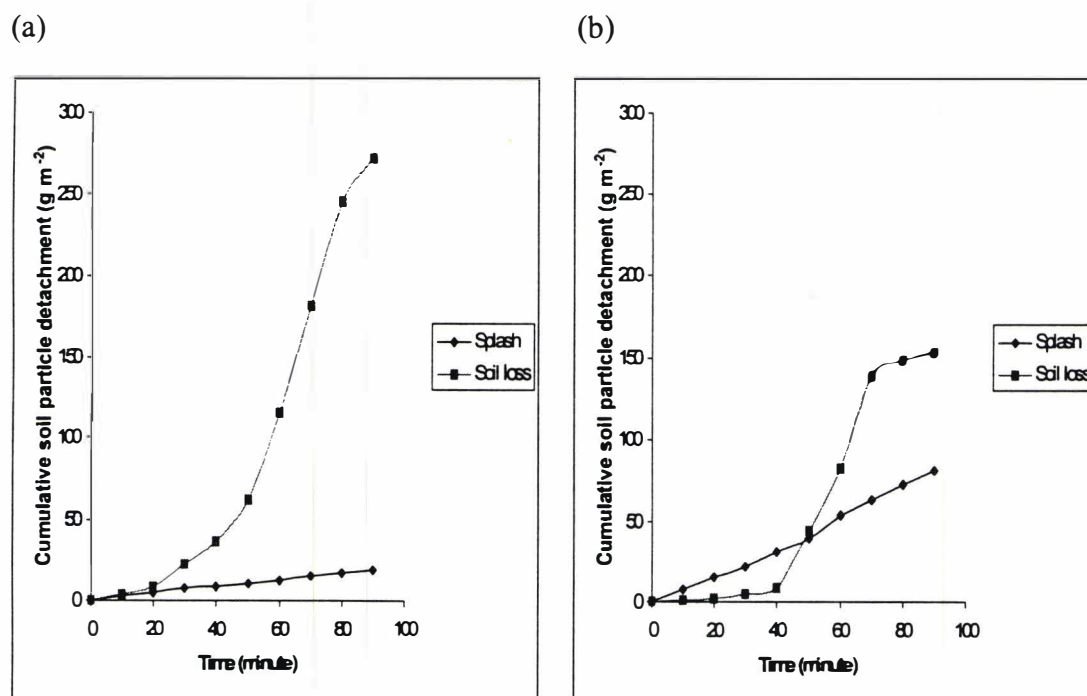 (a)
(b)
Cumulative soil particle detachment (g m⁻²)
300
250
200
150
100
50
0
0 20 40 60 80 100
Time (minute)
Splash
Soil loss
Cumulative soil particle detachment (g m⁻²)
300
250
200
150
100
50
0
0 20 40 60 80 100
Time (minute)
Splash
Soil loss